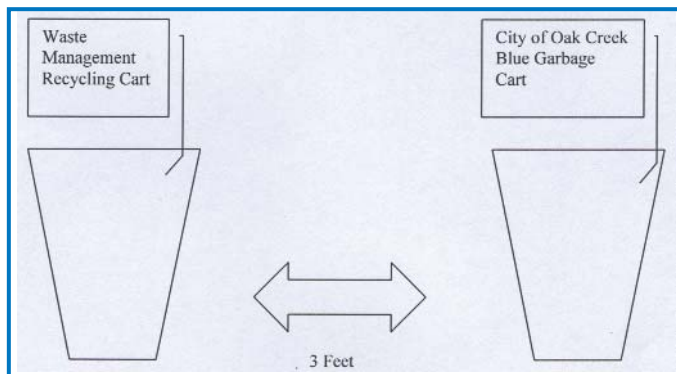 Waste
Management
Recycling Cart
City of Oak Creek
Blue Garbage
Cart
3 Feet